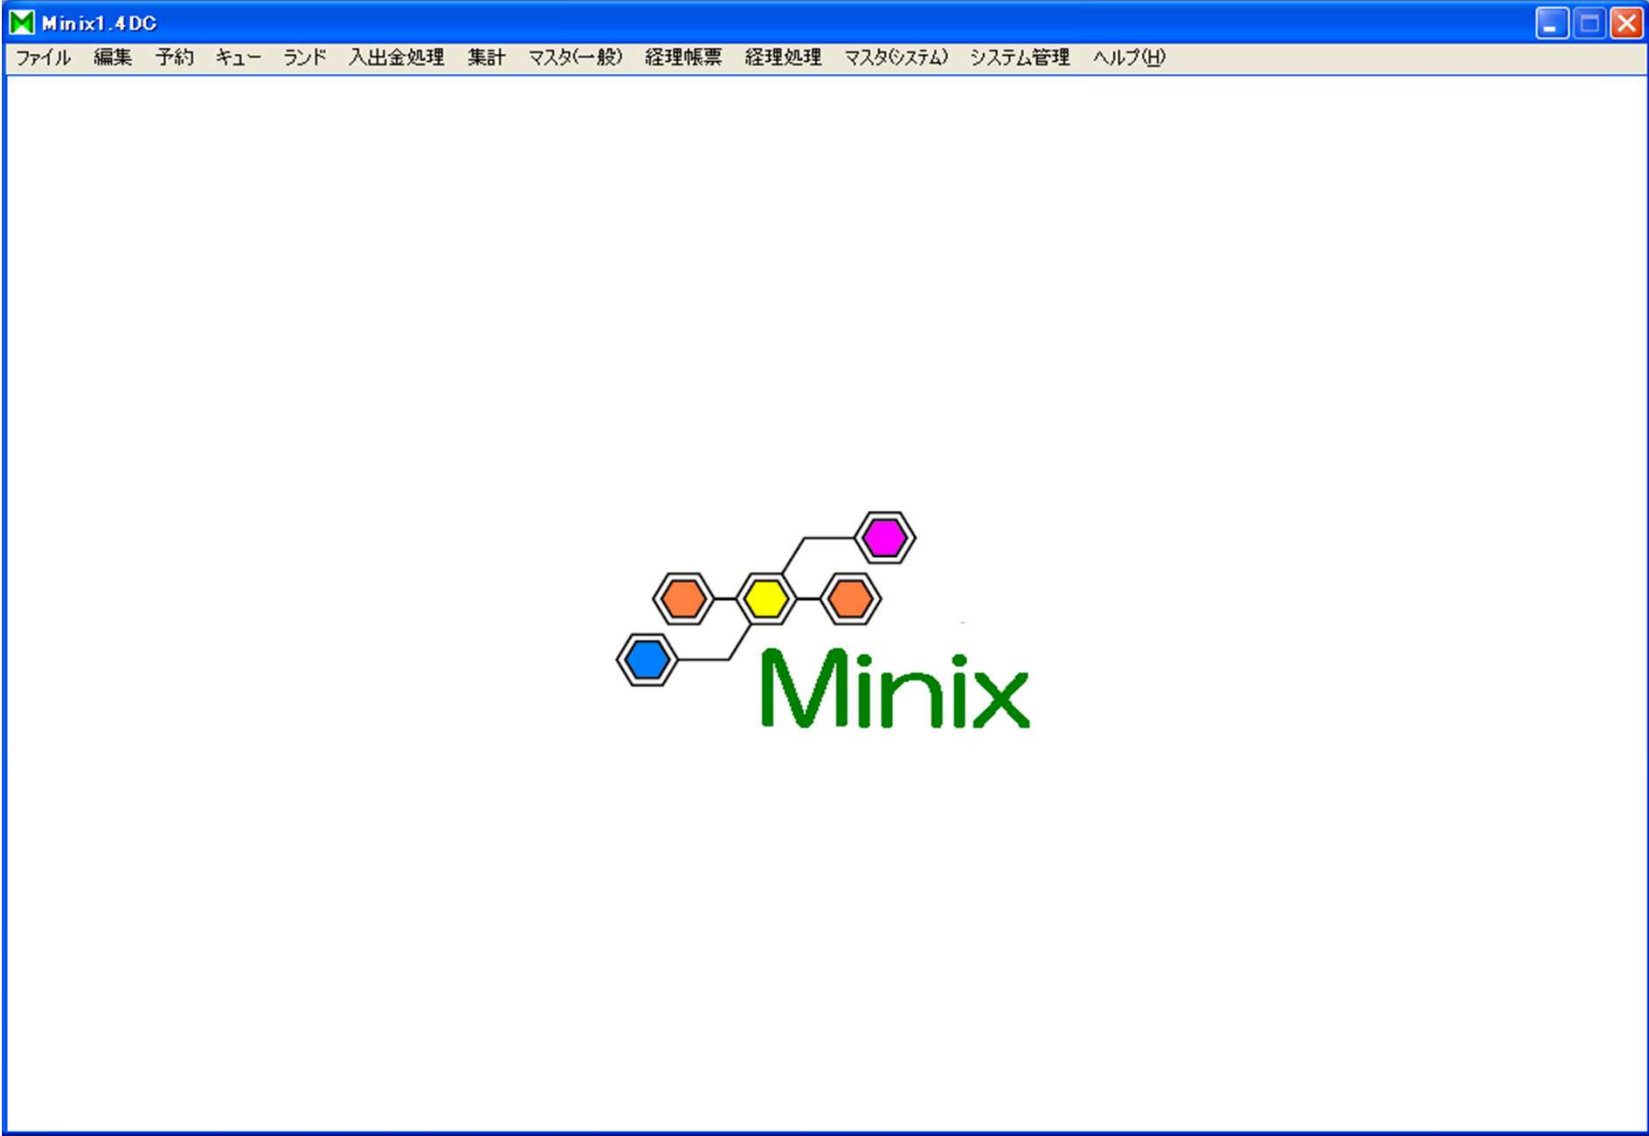 Minix1.4DC
ファイル 編集 予約 キュー ランド 入出金処理 集計 マスタ(一般) 経理帳票 経理処理 マスタ(システム) システム管理 ヘルプ(H)
Minix